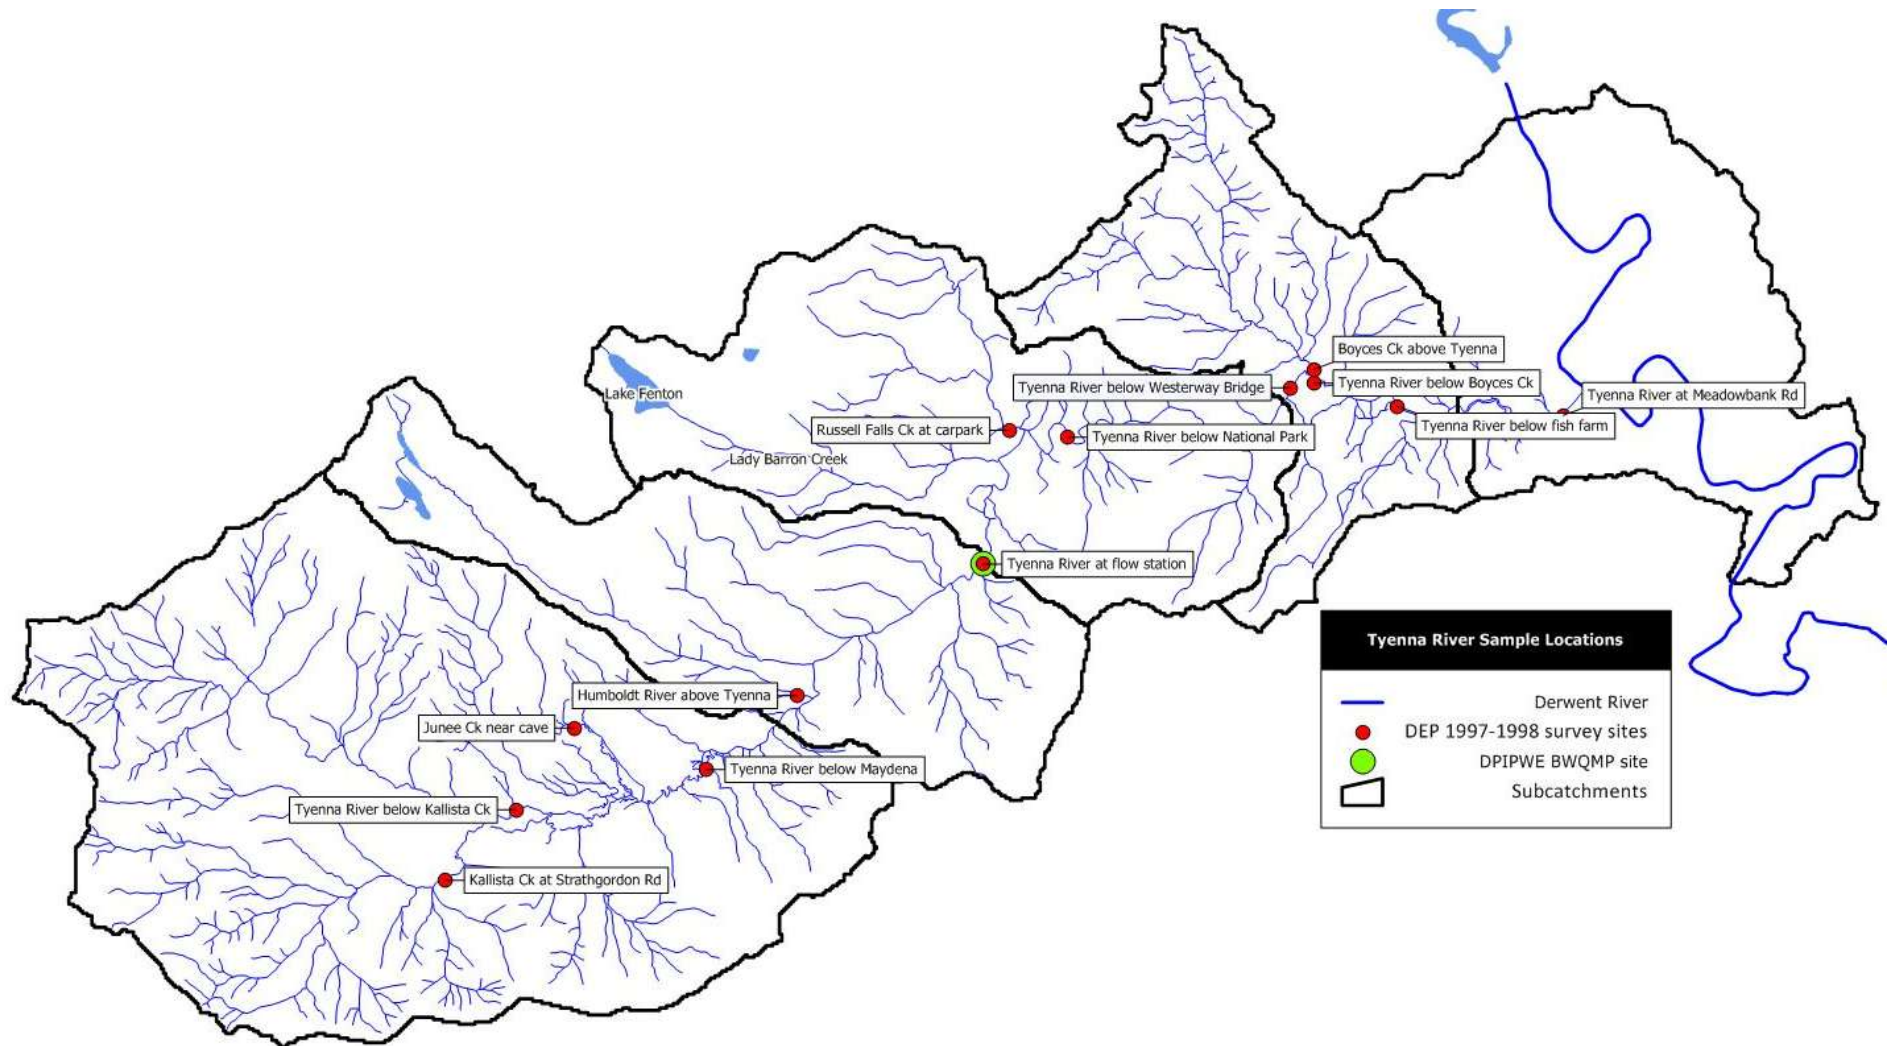 Boyces Ck above Tyenna
Tyenna River below Westerway Bridge
Tyenna River below Boyces Ck
Tyenna River at Meadowbank Rd
Lake Fenton
Russell Falls Ck at carpark
Tyenna River below National Park
Tyenna River below fish farm
Lady Barron Creek
Tyenna River at flow station
Humboldt River above Tyenna
Junee Ck near cave
Tyenna River below Maydena
Tyenna River below Kallista Ck
Kallista Ck at Strathgordon Rd
Tyenna River Sample Locations
Derwent River
DEP 1997-1998 survey sites
DPIPWE BWQMP site
Subcatchments